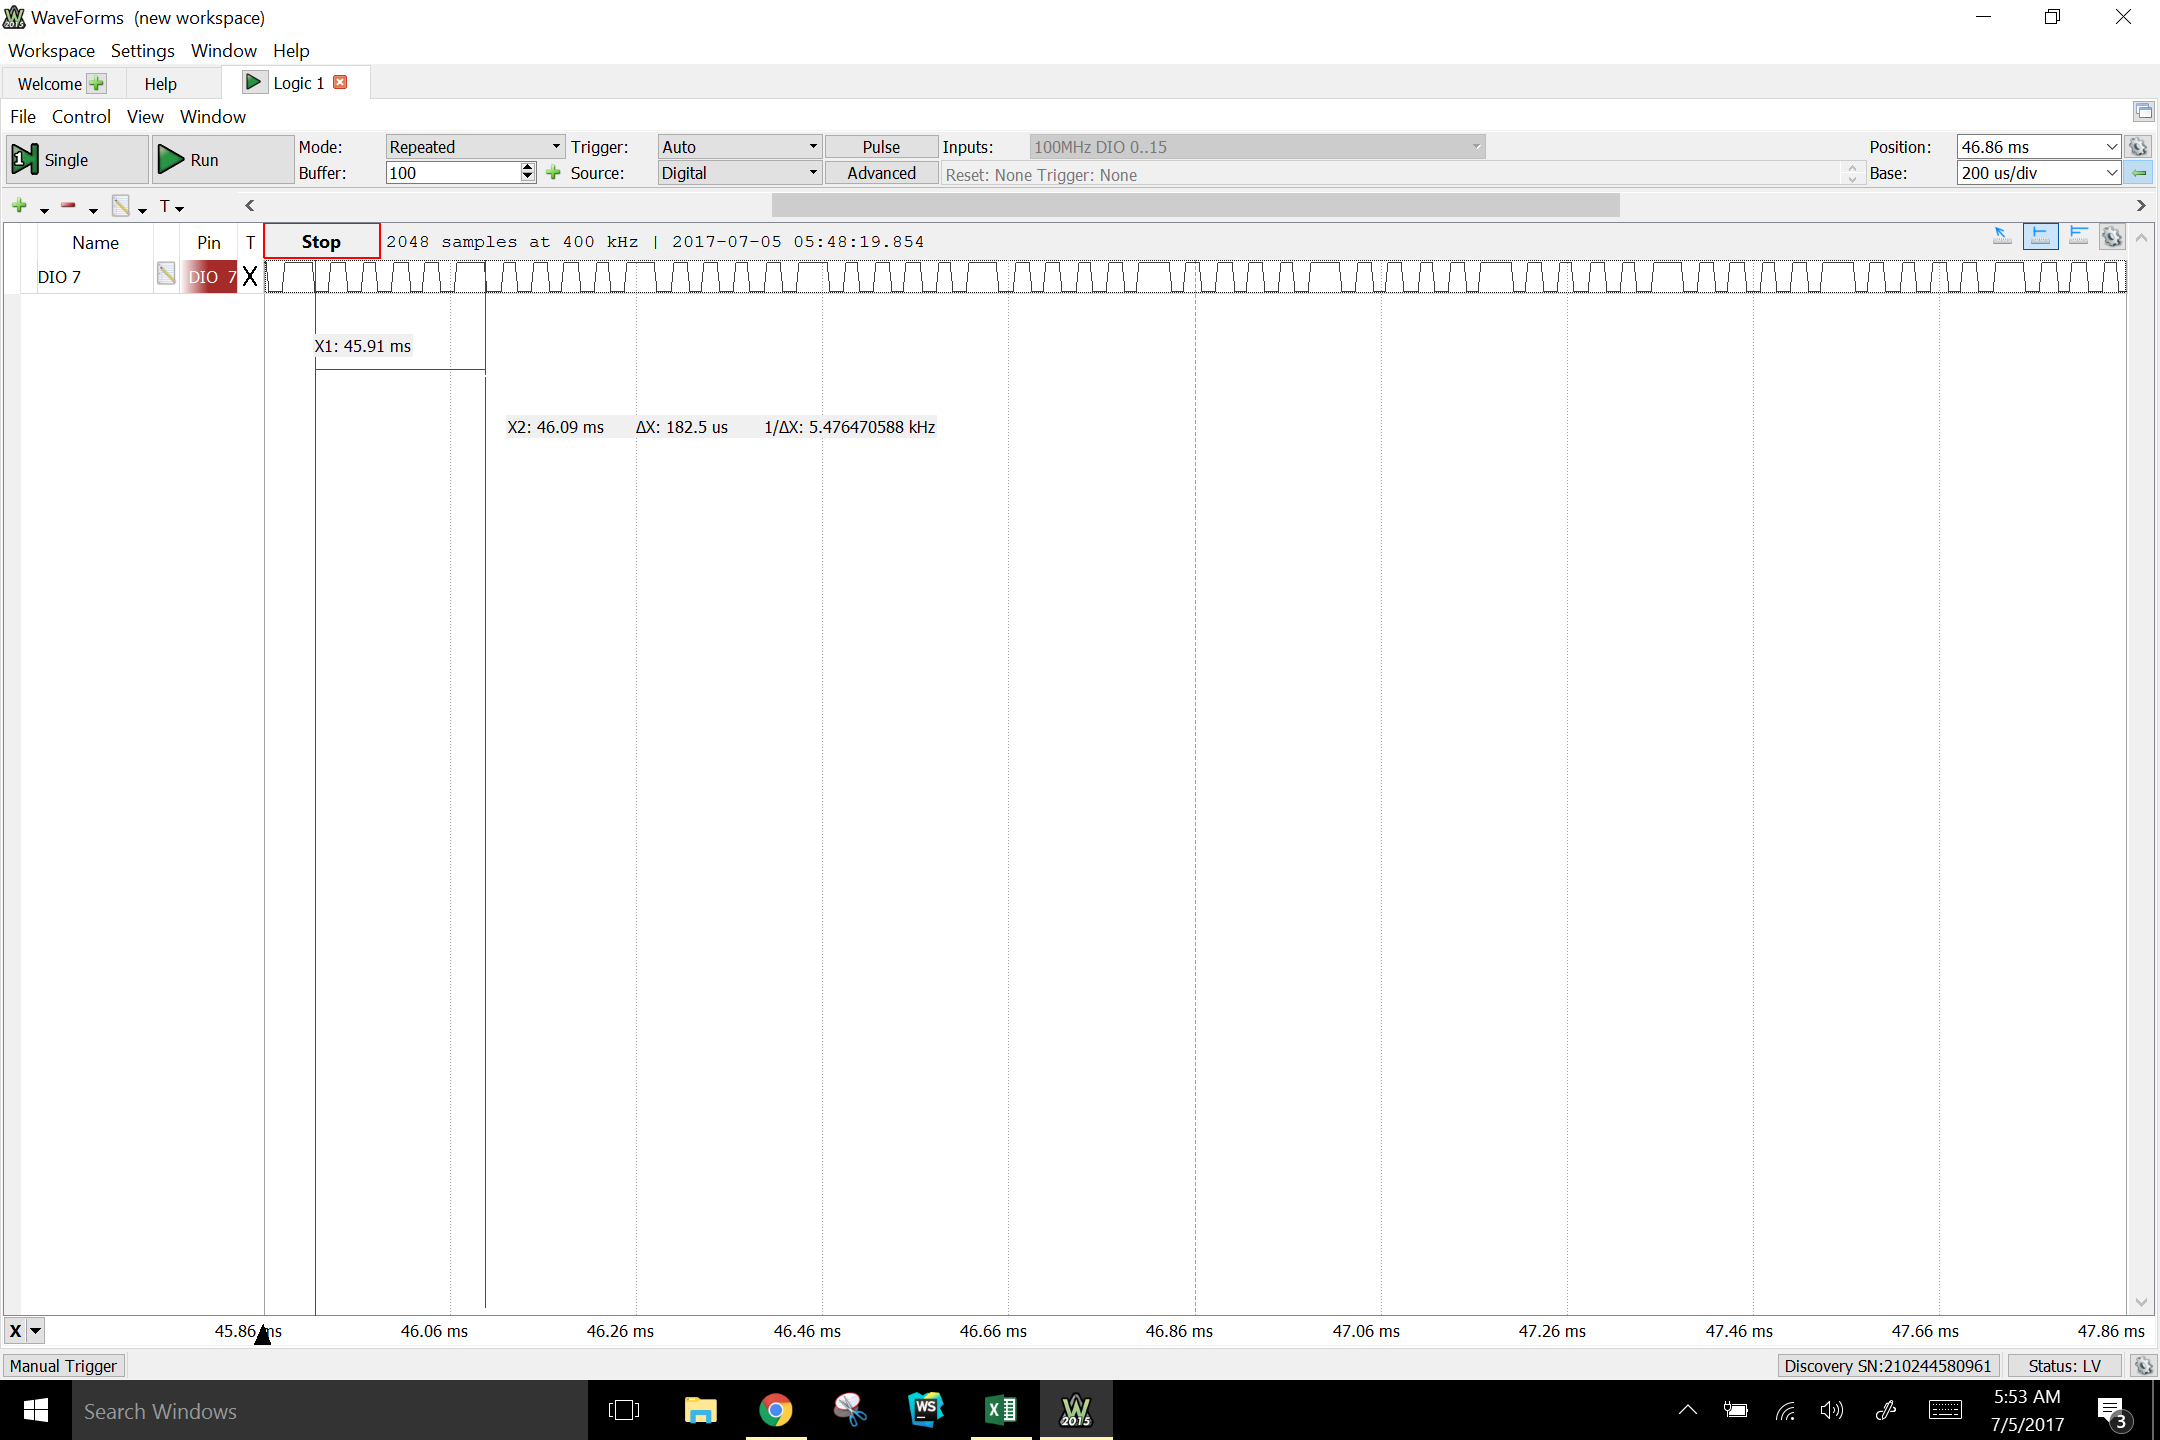 WaveForms (new workspace)
Workspace Settings Window Help
Welcome Help Logic 1
File Control View Window
Single Run Mode: Repeated Trigger: Auto Pulse Inputs: 100MHz DIO 0..15 Position: 46.86 ms
Buffer: 100 Source: Digital Advanced Reset: None Trigger: None Base: 200 us/div
T
Name Pin T Stop 2048 samples at 400 kHz | 2017-07-05 05:48:19.854
DIO 7 DIO 7 X
X1: 45.91 ms
X2: 46.09 ms ΔX: 182.5 us 1/ΔX: 5.476470588 kHz
X 45.86 ms 46.06 ms 46.26 ms 46.46 ms 46.66 ms 46.86 ms 47.06 ms 47.26 ms 47.46 ms 47.66 ms 47.86 ms
Manual Trigger Discovery SN:210244580961 Status: LV
Search Windows WS X W 2015 5:53 AM
7/5/2017 3